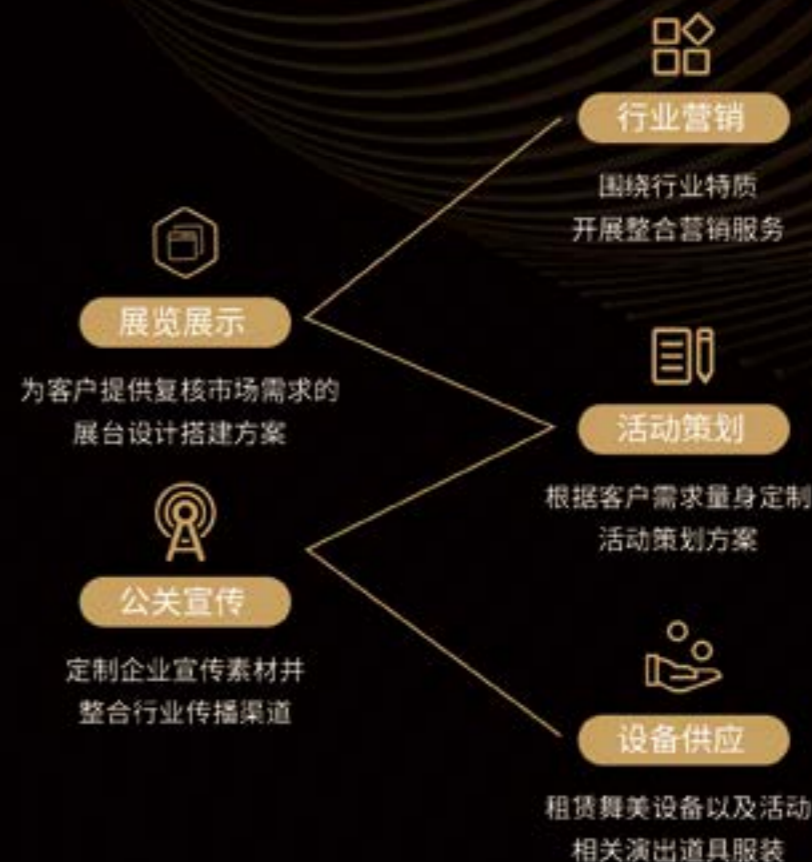 行业营销
围绕行业特质
开展整合营销服务
展览展示
为客户提供复核市场需求的
展台设计搭建方案
活动策划
根据客户需求量身定制
活动策划方案
公关宣传
定制企业宣传素材并
整合行业传播渠道
设备供应
租赁舞美设备以及活动
相关演出道具服装